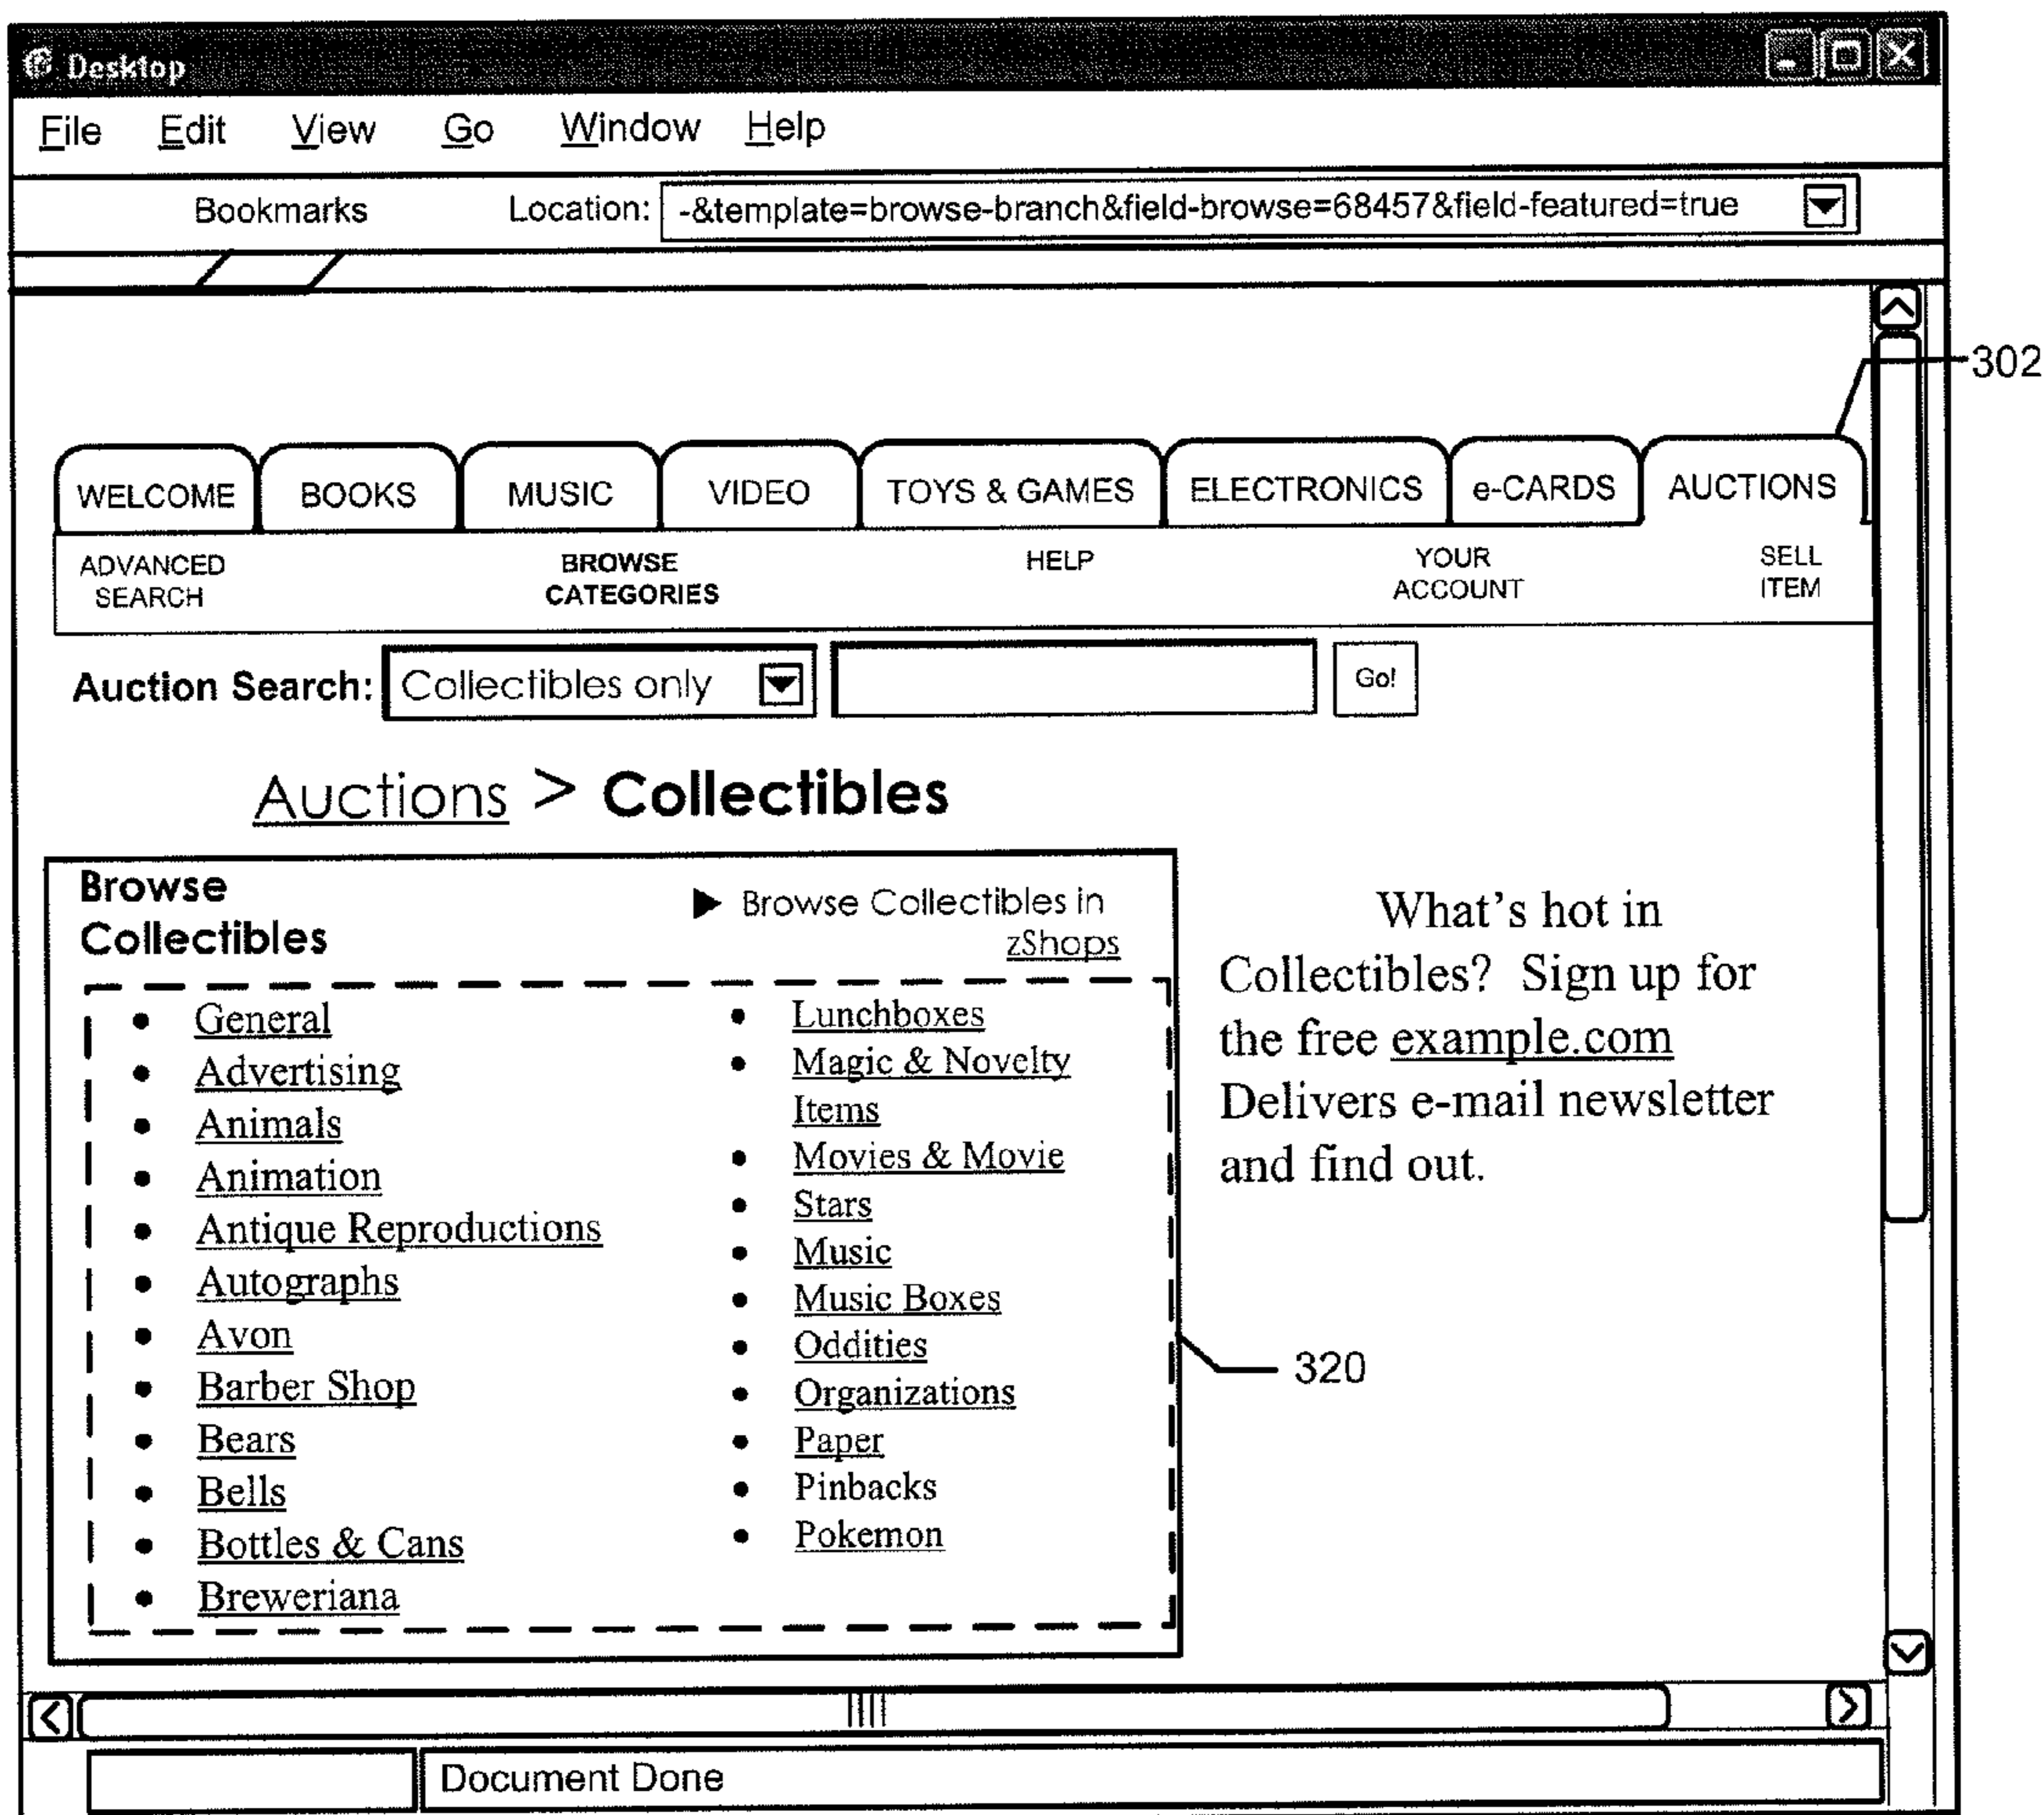 Desktop
File Edit View Go Window Help
Bookmarks Location: -&template=browse-branch&field-browse=68457&field-featured=true
302
WELCOME BOOKS MUSIC VIDEO TOYS & GAMES ELECTRONICS e-CARDS AUCTIONS
ADVANCED SEARCH BROWSE CATEGORIES HELP YOUR ACCOUNT SELL ITEM
Auction Search: Collectibles only Go!
Auctions > Collectibles
Browse
Collectibles
▶ Browse Collectibles in
zShops
• General
• Advertising
• Animals
• Animation
• Antique Reproductions
• Autographs
• Avon
• Barber Shop
• Bears
• Bells
• Bottles & Cans
• Breweriana
• Lunchboxes
• Magic & Novelty
Items
• Movies & Movie
• Stars
• Music
• Music Boxes
• Oddities
• Organizations
• Paper
• Pinbacks
• Pokemon
320
What's hot in
Collectibles? Sign up for
the free example.com
Delivers e-mail newsletter
and find out.
Document Done